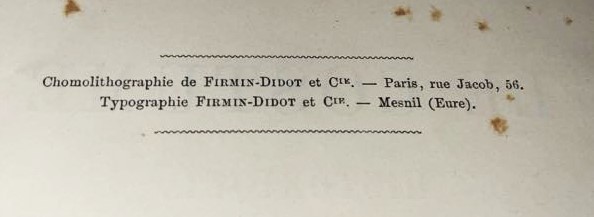 Chomolithographie de FIRMIN-DIDOT et Cie. — Paris, rue Jacob, 56.
Typographie FIRMIN-DIDOT et Cie. — Mesnil (Eure).